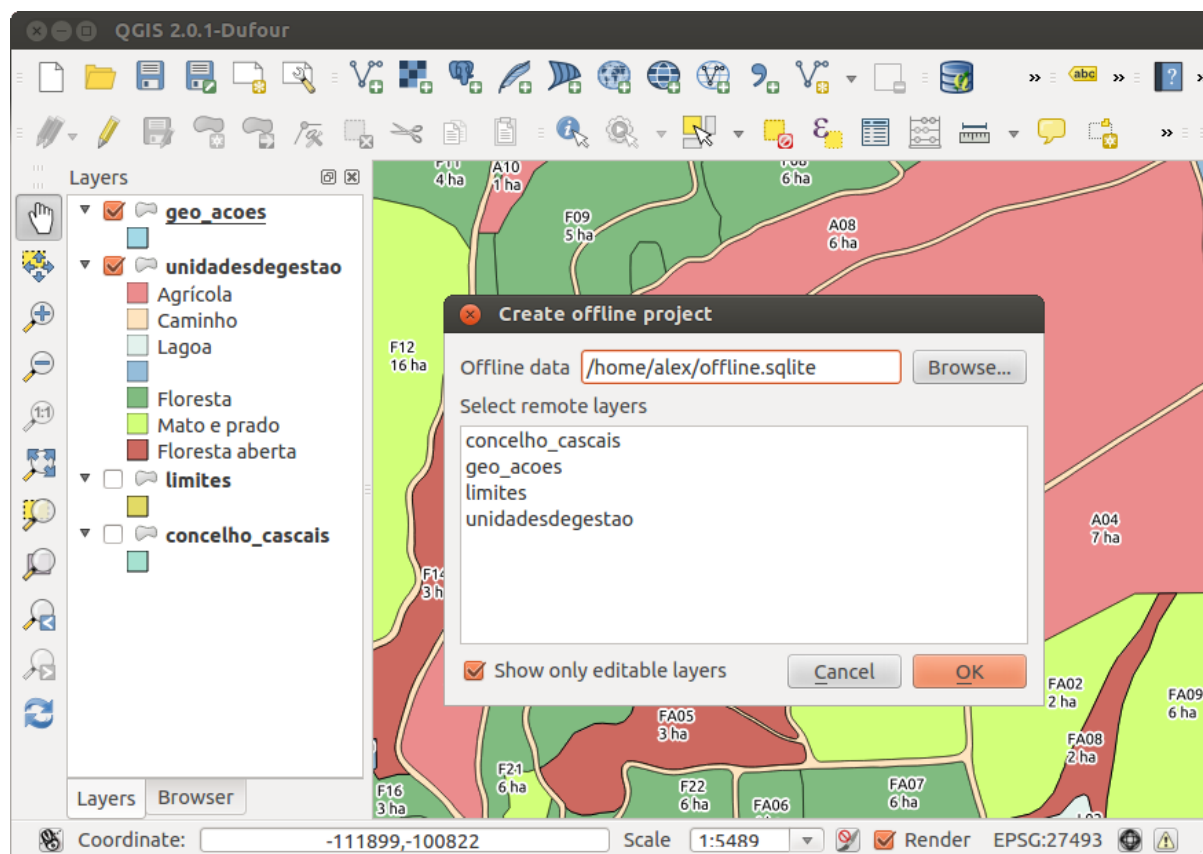 QGIS 2.0.1-Dufour
abc
Layers
geo_acoes
unidadesdegestao
Agrícola
Caminho
Lagoa
Floresta
Mato e prado
Floresta aberta
limites
concelho_cascais
Layers
Browser
4 ha
A10
1 ha
F09
5 ha
6 ha
A08
6 ha
F12
16 ha
A04
7 ha
FA02
2 ha
FA09
6 ha
FA08
2 ha
FA05
3 ha
F21
6 ha
F16
3 ha
F22
6 ha
FA06
FA07
6 ha
Create offline project
Offline data
/home/alex/offline.sqlite
Browse...
Select remote layers
concelho_cascais
geo_acoes
limites
unidadesdegestao
Show only editable layers
Cancel
OK
Coordinate:
-111899,-100822
Scale
1:5489
Render
EPSG:27493